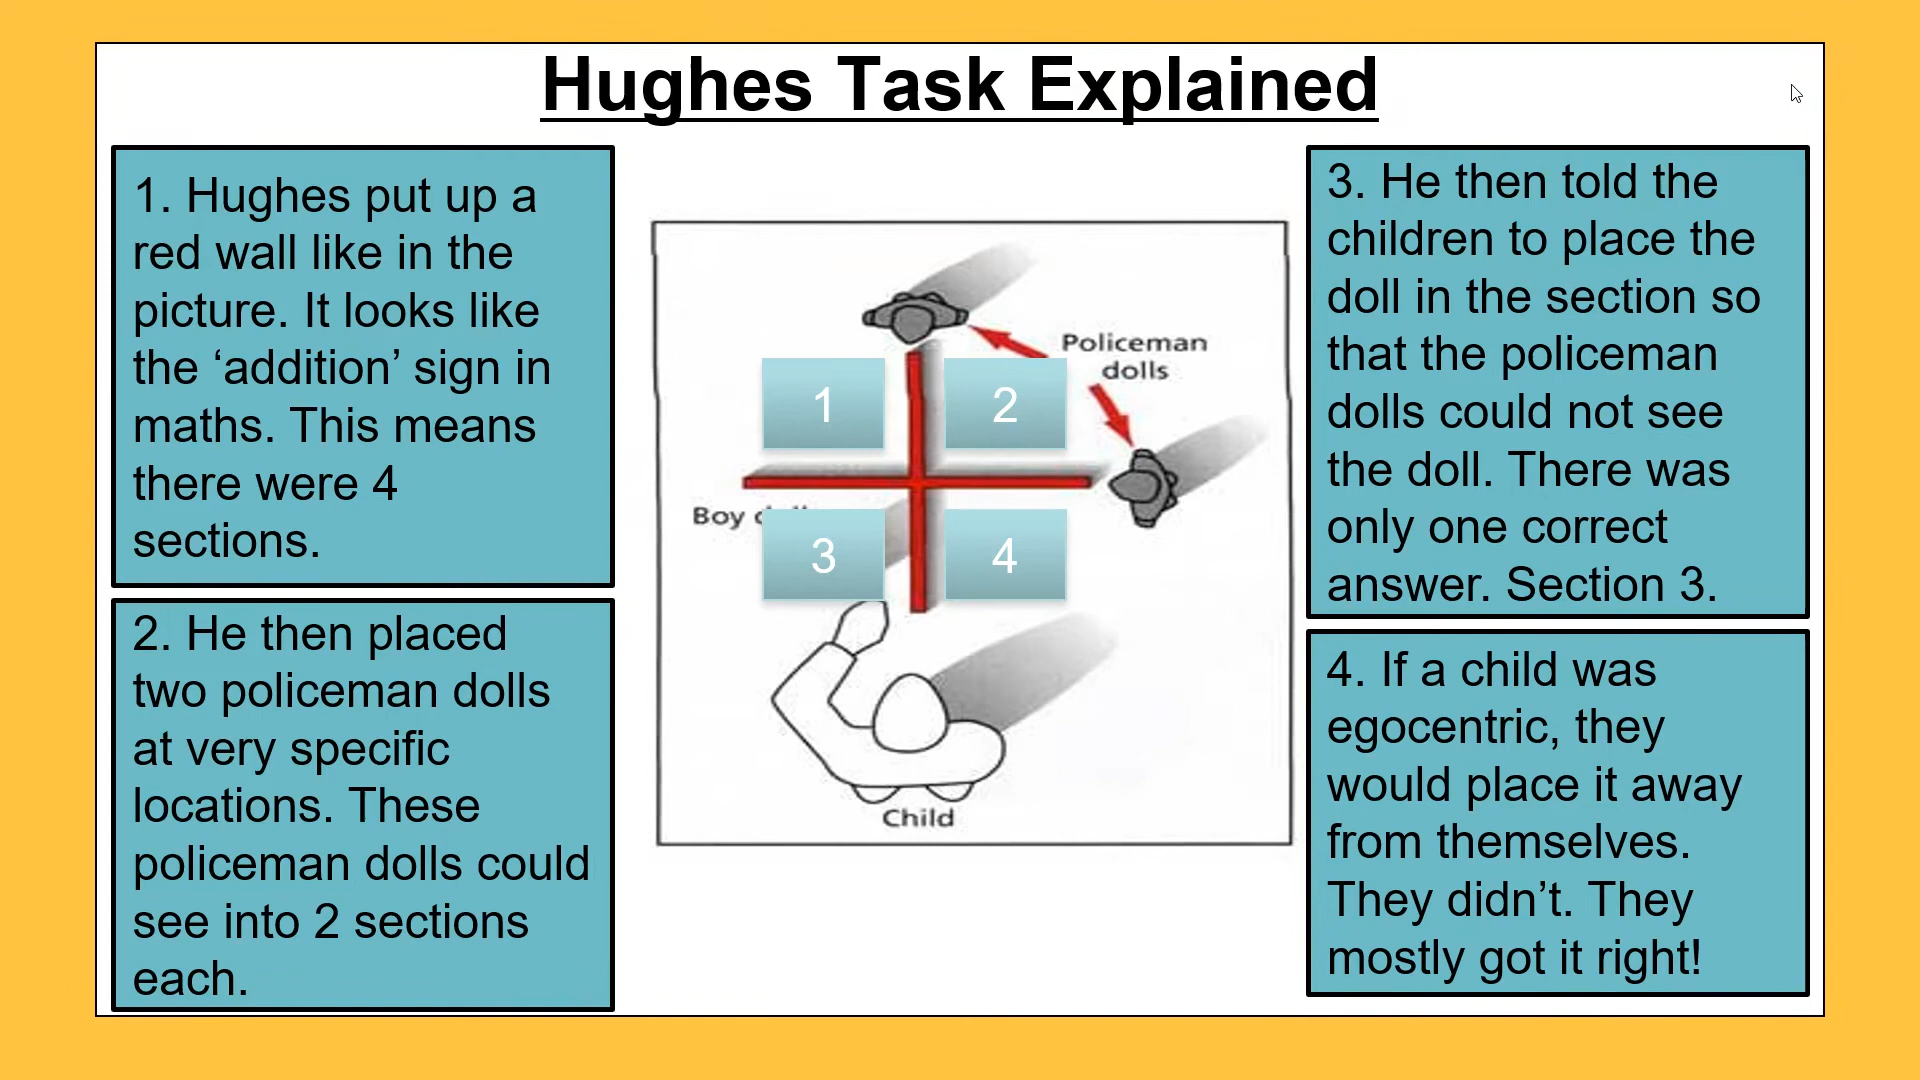 Hughes Task Explained
1. Hughes put up a
red wall like in the
picture. It looks like
the ‘addition’ sign in
maths. This means
there were 4
sections.
2. He then placed
two policeman dolls
at very specific
locations. These
policeman dolls could
see into 2 sections
each.
Policeman
dolls
1
2
Boy
3
4
Child
3. He then told the
children to place the
doll in the section so
that the policeman
dolls could not see
the doll. There was
only one correct
answer. Section 3.
4. If a child was
egocentric, they
would place it away
from themselves.
They didn’t. They
mostly got it right!